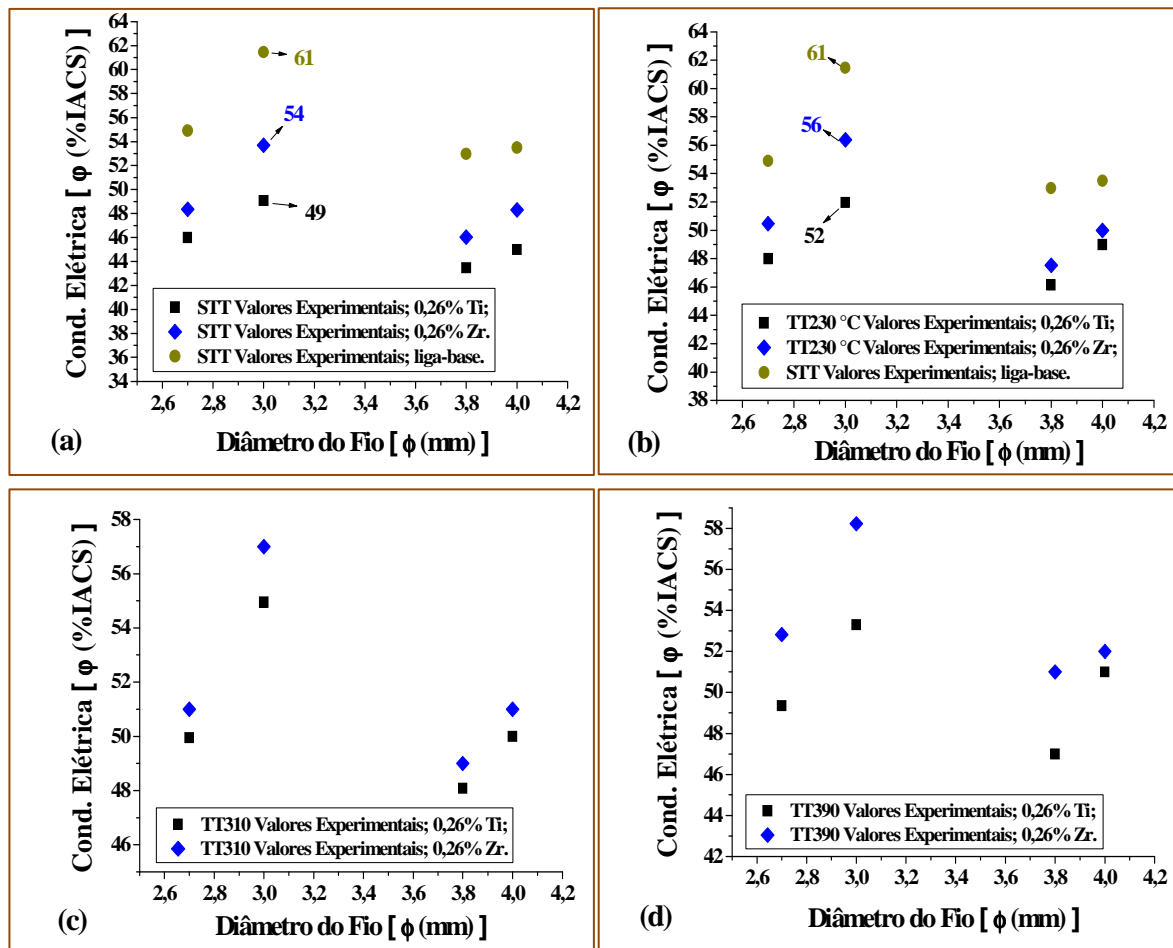 64
62
60
58
56
54
53
50
48
46
44
42
40
38
36
34
Cond. Elétrica [ φ (%IACS) ]
61
54
49
STT Valores Experimentais; 0,26% Ti;
STT Valores Experimentais; 0,26% Zr.
STT Valores Experimentais; liga-base.
2,6 2,8 3,0 3,2 3,4 3,6 3,8 4,0 4,2
(a)
Diâmetro do Fio [ ϕ (mm) ]
64
62
60
58
56
54
52
50
48
46
44
42
40
38
Cond. Elétrica [ φ (%IACS) ]
61
56
52
TT230 °C Valores Experimentais; 0,26% Ti;
TT230 °C Valores Experimentais; 0,26% Zr;
STT Valores Experimentais; liga-base.
2,6 2,8 3,0 3,2 3,4 3,6 3,8 4,0 4,2
(b)
Diâmetro do Fio [ ϕ (mm) ]
58
56
54
51
50
48
46
Cond. Elétrica [ φ (%IACS) ]
TT310 Valores Experimentais; 0,26% Ti;
TT310 Valores Experimentais; 0,26% Zr.
2,6 2,8 3,0 3,2 3,4 3,6 3,8 4,0 4,2
(c)
Diâmetro do Fio [ ϕ (mm) ]
58
56
53
51
50
48
46
44
42
Cond. Elétrica [ φ (%IACS) ]
TT390 Valores Experimentais; 0,26% Ti;
TT390 Valores Experimentais; 0,26% Zr.
2,6 2,8 3,0 3,2 3,4 3,6 3,8 4,0 4,2
(d)
Diâmetro do Fio [ ϕ (mm) ]